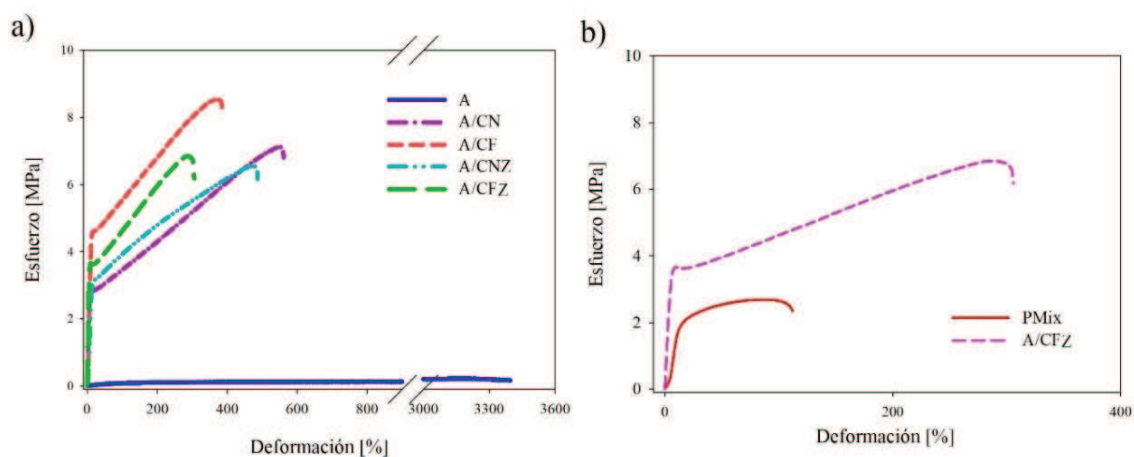 a)
10
8
6
4
2
0
Esfuerzo [MPa]
A
A/CN
A/CF
A/CNZ
A/CFZ
0
200
400
600
800
3000
3300
3600
Deformación [%]
b)
10
8
6
4
2
0
Esfuerzo [MPa]
PMix
A/CFZ
0
200
400
Deformación [%]